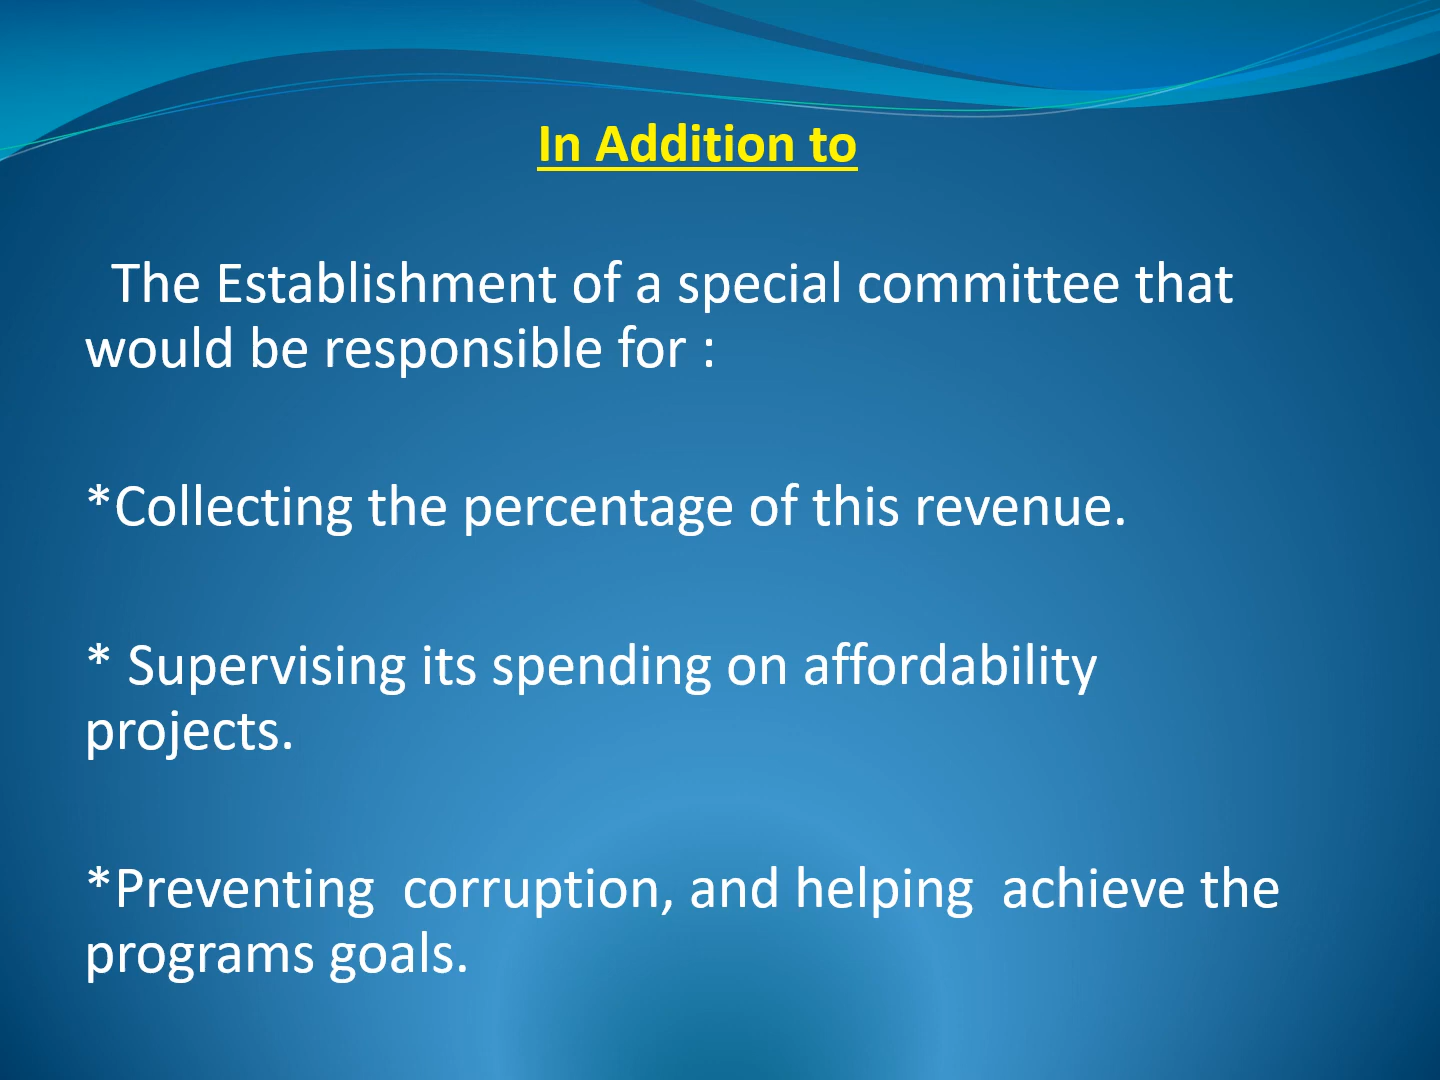 In Addition to
The Establishment of a special committee that
would be responsible for :
*Collecting the percentage of this revenue.
* Supervising its spending on affordability
projects.
*Preventing  corruption, and helping  achieve the
programs goals.